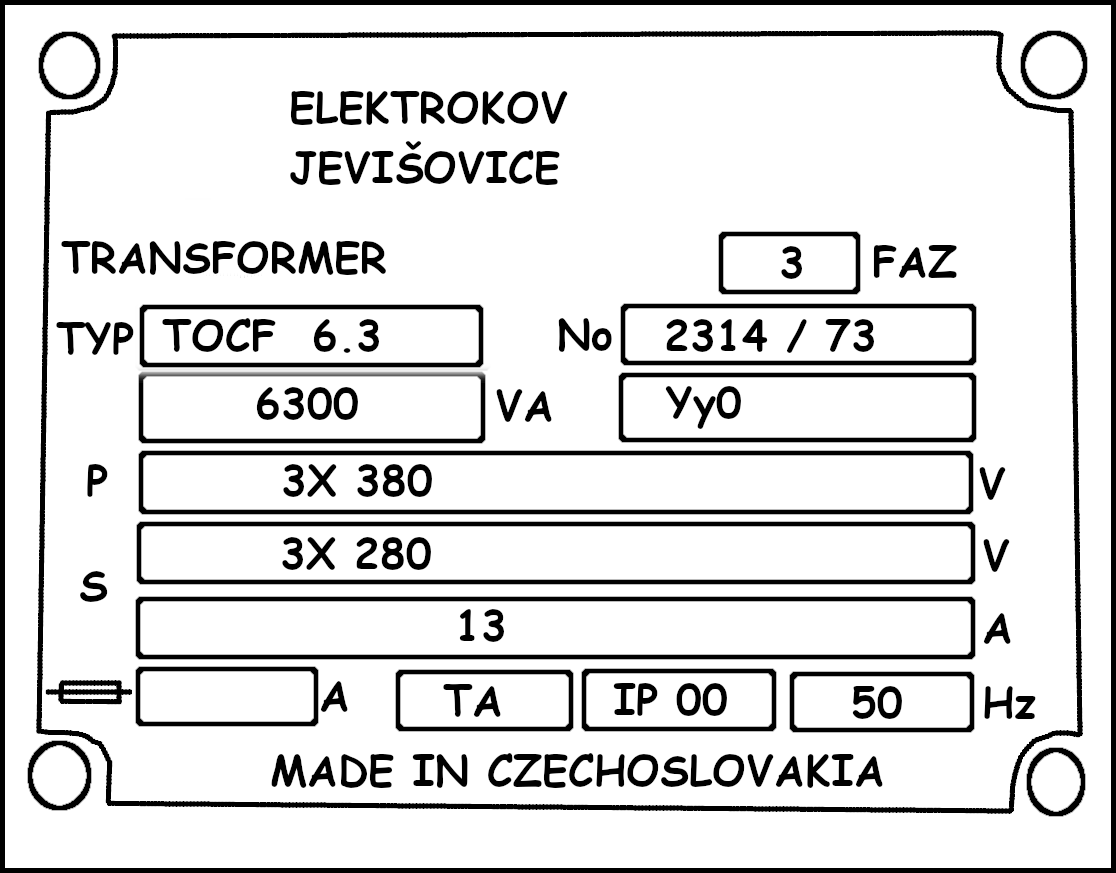 ELEKTROKOV
JEVIŠOVICE
TRANSFORMER 3 FAZ
TYP TOCF 6.3 No 2314 / 73
6300 VA Yy0
P 3X 380 V
3X 280 V
S
13 A
A TA IP 00 50 Hz
MADE IN CZECHOSLOVAKIA